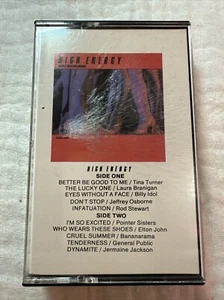 HIGH ENERGY
HIGH ENERGY
SIDE ONE
BETTER BE GOOD TO ME / Tina Turner
THE LUCKY ONE / Laura Branigan
EYES WITHOUT A FACE / Billy Idol
DON'T STOP / Jeffrey Osborne
INFATUATION / Rod Stewart
SIDE TWO
I'M SO EXCITED / Pointer Sisters
WHO WEARS THESE SHOES / Elton John
CRUEL SUMMER / Bananarama
TENDERNESS / General Public
DYNAMITE / Jermaine Jackson